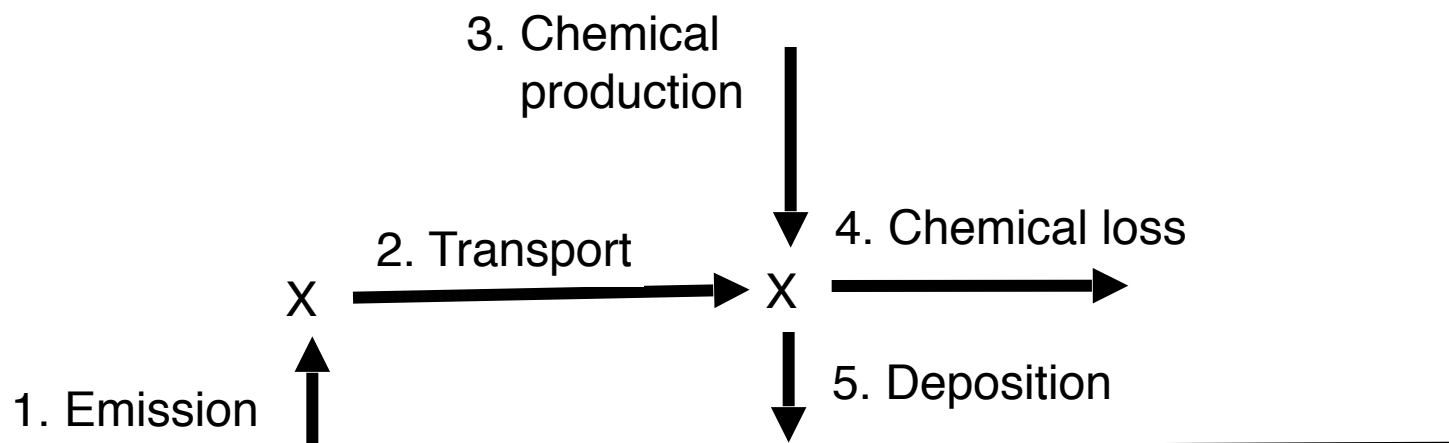 3. Chemical
production
4. Chemical loss
2. Transport
X
X
5. Deposition
1. Emission